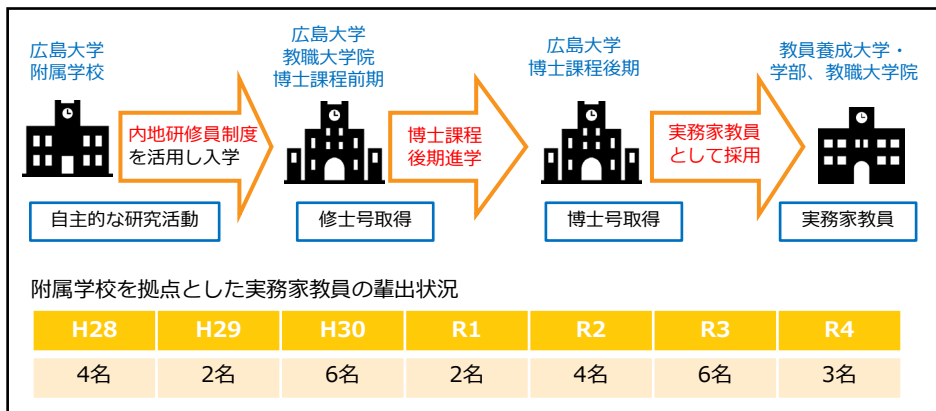 広島大学
附属学校
広島大学
教職大学院
博士課程前期
広島大学
博士課程後期
教員養成大学・
学部、教職大学院
内地研修員制度
を活用し入学
博士課程
後期進学
実務家教員
として採用
自主的な研究活動
修士号取得
博士号取得
実務家教員
附属学校を拠点とした実務家教員の輩出状況
H28 H29 H30 R1 R2 R3 R4
4名 2名 6名 2名 4名 6名 3名